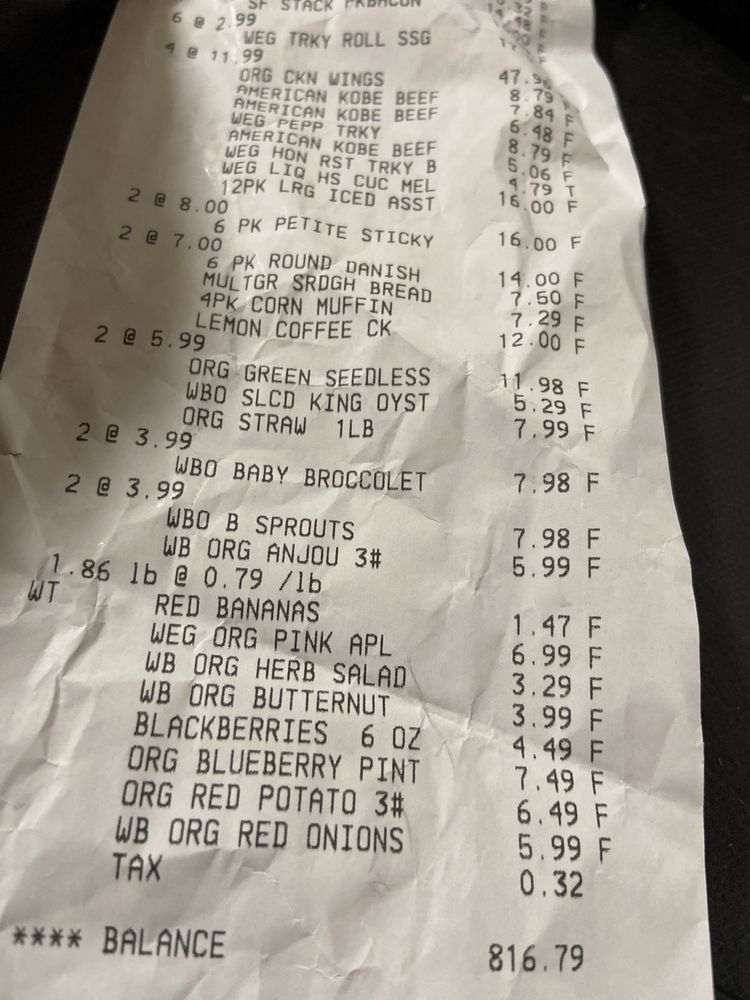 SF STACK PRBACON
6 @ 2.99
WEG TRKY ROLL SSG
4 @ 11.99
ORG CKN WINGS 47.96
AMERICAN KOBE BEEF 8.79 F
AMERICAN KOBE BEEF 7.84 F
WEG PEPP TRKY 6.48 F
AMERICAN KOBE BEEF 8.79 F
WEG HON RST TRKY B 5.06 F
WEG LIQ HS CUC MEL 4.79 T
12PK LRG ICED ASST 16.00 F
2 @ 8.00
6 PK PETITE STICKY 16.00 F
2 @ 7.00
6 PK ROUND DANISH 14.00 F
MULTGR SRDGH BREAD 7.50 F
4PK CORN MUFFIN 7.29 F
LEMON COFFEE CK 12.00 F
2 @ 5.99
ORG GREEN SEEDLESS 11.98 F
WBO SLCD KING OYST 5.29 F
ORG STRAW 1LB 7.99 F
2 @ 3.99
WBO BABY BROCCOLET 7.98 F
2 @ 3.99
WBO B SPROUTS 7.98 F
WB ORG ANJOU 3# 5.99 F
1.86 lb @ 0.79 /lb
WT RED BANANAS 1.47 F
WEG ORG PINK APL 6.99 F
WB ORG HERB SALAD 3.29 F
WB ORG BUTTERNUT 3.99 F
BLACKBERRIES 6 OZ 4.49 F
ORG BLUEBERRY PINT 7.49 F
ORG RED POTATO 3# 6.49 F
WB ORG RED ONIONS 5.99 F
TAX 0.32
**** BALANCE 816.79